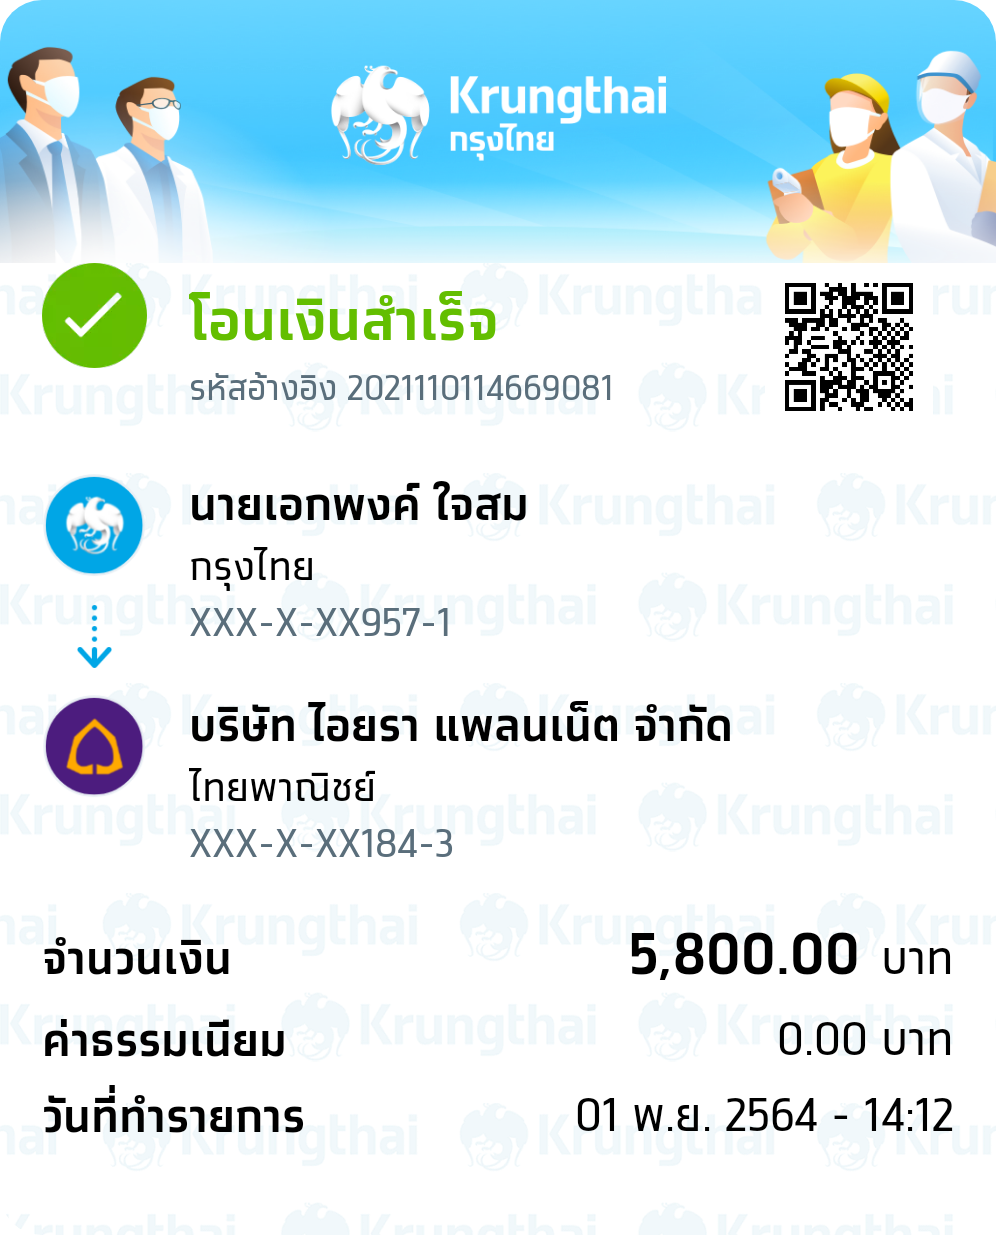 Krungthai
กรุงไทย
โอนเงินสำเร็จ
รหัสอ้างอิง 2021110114669081
นายเอกพงค์ ใจสม
กรุงไทย
XXX-X-XX957-1
บริษัท ไอยรา แพลนเน็ต จำกัด
ไทยพาณิชย์
XXX-X-XX184-3
จำนวนเงิน 5,800.00 บาท
ค่าธรรมเนียม 0.00 บาท
วันที่ทำรายการ 01 พ.ย. 2564 - 14:12